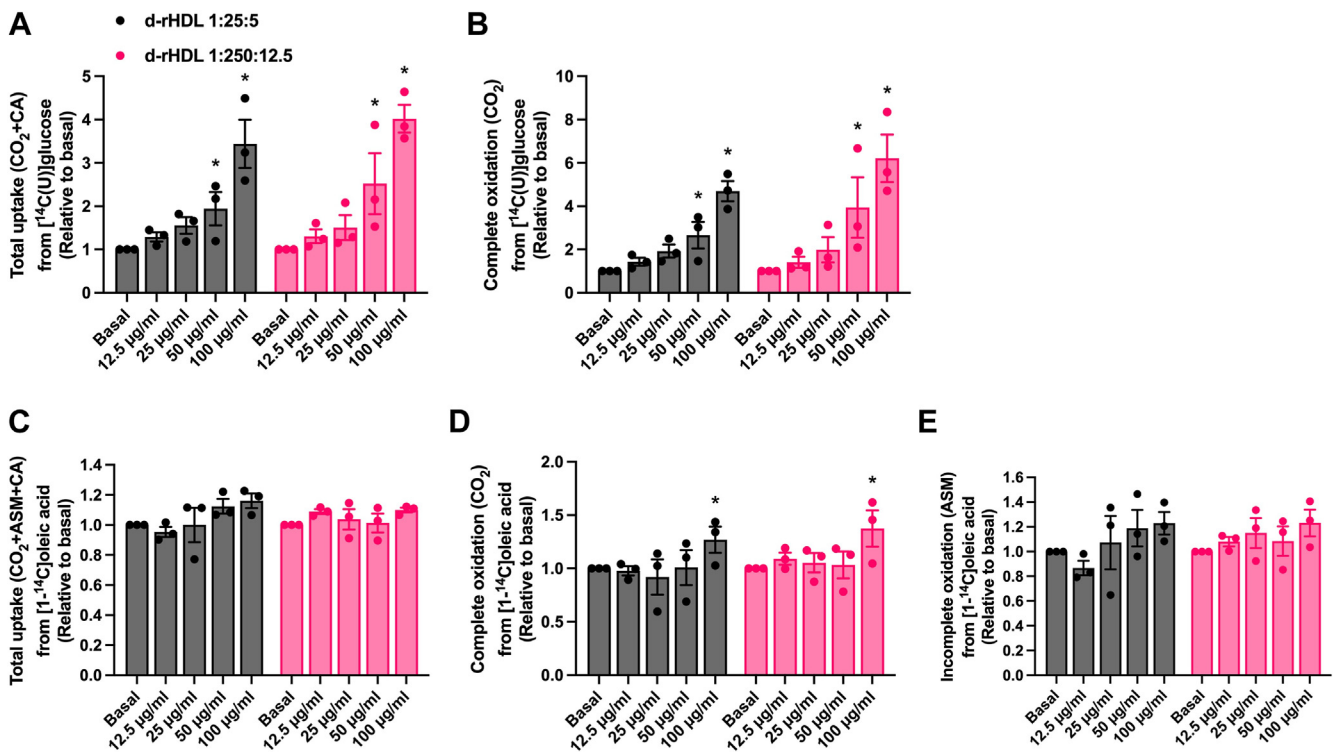 A
d-rHDL 1:25:5
d-rHDL 1:250:12.5
Total uptake (CO₂+CA)
from [¹⁴C(U)]glucose
(Relative to basal)
5
4
3
2
1
0
*
*
*
*
Basal
12.5 µg/ml
25 µg/ml
50 µg/ml
100 µg/ml
Basal
12.5 µg/ml
25 µg/ml
50 µg/ml
100 µg/ml
B
Complete oxidation (CO₂)
from [¹⁴C(U)]glucose
(Relative to basal)
10
8
6
4
2
0
*
*
*
*
Basal
12.5 µg/ml
25 µg/ml
50 µg/ml
100 µg/ml
Basal
12.5 µg/ml
25 µg/ml
50 µg/ml
100 µg/ml
C
Total uptake (CO₂+ASM+CA)
from [1-¹⁴C]oleic acid
(Relative to basal)
1.4
1.2
1.0
0.8
0.6
0.4
0.2
0.0
Basal
12.5 µg/ml
25 µg/ml
50 µg/ml
100 µg/ml
Basal
12.5 µg/ml
25 µg/ml
50 µg/ml
100 µg/ml
D
Complete oxidation (CO₂)
from [1-¹⁴C]oleic acid
(Relative to basal)
2.0
1.5
1.0
0.5
0.0
*
*
Basal
12.5 µg/ml
25 µg/ml
50 µg/ml
100 µg/ml
Basal
12.5 µg/ml
25 µg/ml
50 µg/ml
100 µg/ml
E
Incomplete oxidation (ASM)
from [1-¹⁴C]oleic acid
(Relative to basal)
1.6
1.4
1.2
1.0
0.8
0.6
0.4
0.2
0.0
Basal
12.5 µg/ml
25 µg/ml
50 µg/ml
100 µg/ml
Basal
12.5 µg/ml
25 µg/ml
50 µg/ml
100 µg/ml